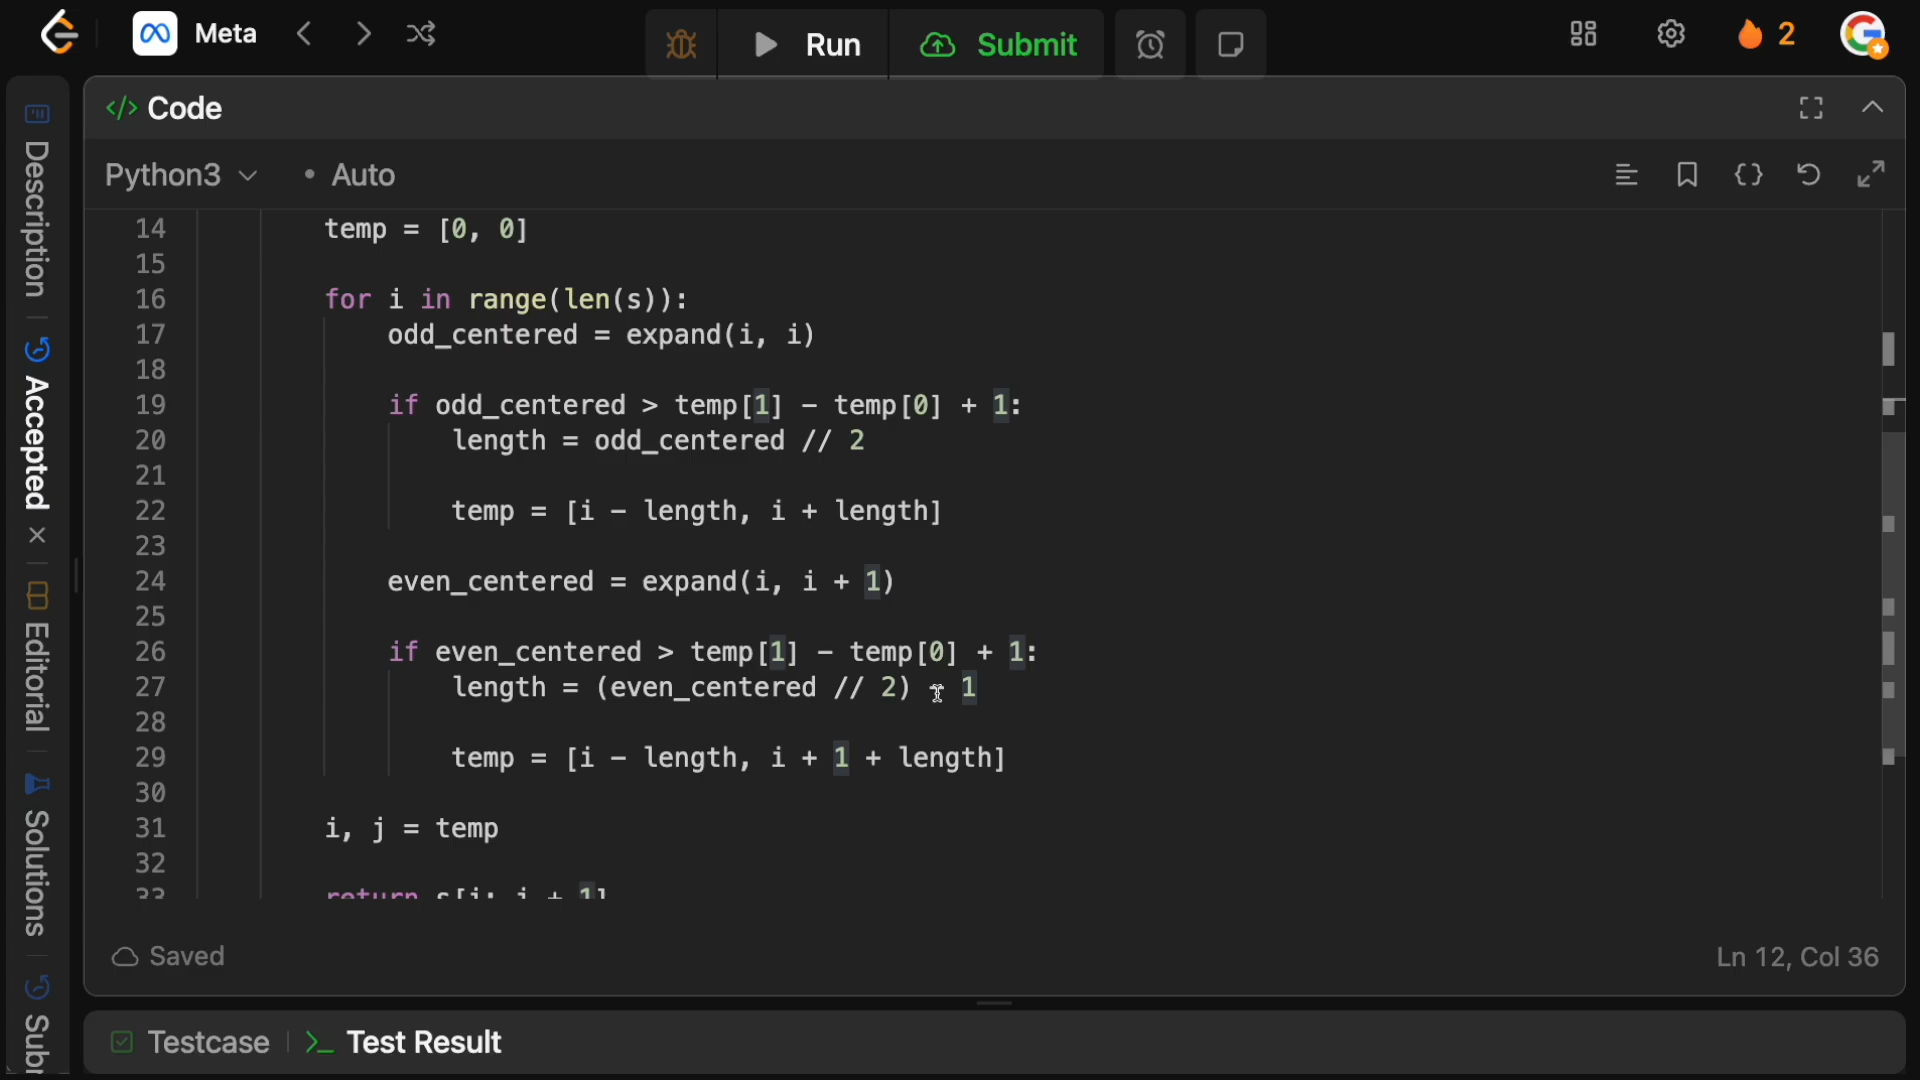 Meta
Run
Submit
2
</> Code
Python3
Auto
14 temp = [0, 0]
15
16 for i in range(len(s)):
17 odd_centered = expand(i, i)
18
19 if odd_centered > temp[1] - temp[0] + 1:
20 length = odd_centered // 2
21
22 temp = [i - length, i + length]
23
24 even_centered = expand(i, i + 1)
25
26 if even_centered > temp[1] - temp[0] + 1:
27 length = (even_centered // 2) - 1
28
29 temp = [i - length, i + 1 + length]
30
31 i, j = temp
32
33 return s[i: j + 1]
Saved
Ln 12, Col 36
Testcase
Test Result
Description
Accepted
Editorial
Solutions